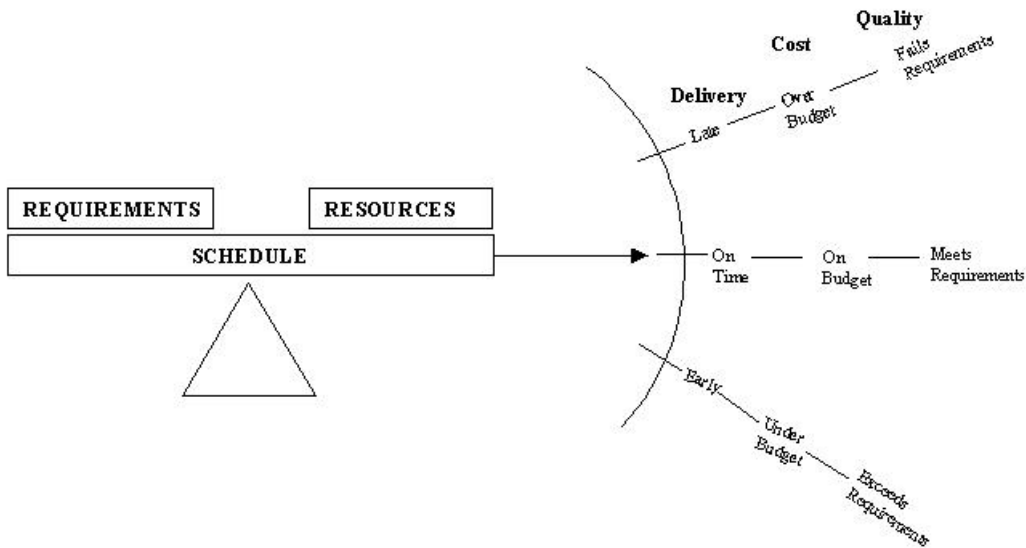 Quality
Cost
Delivery
Fails
Requirements
Over
Budget
Late
REQUIREMENTS
RESOURCES
SCHEDULE
On
Time
On
Budget
Meets
Requirements
Early
Under
Budget
Exceeds
Requirements